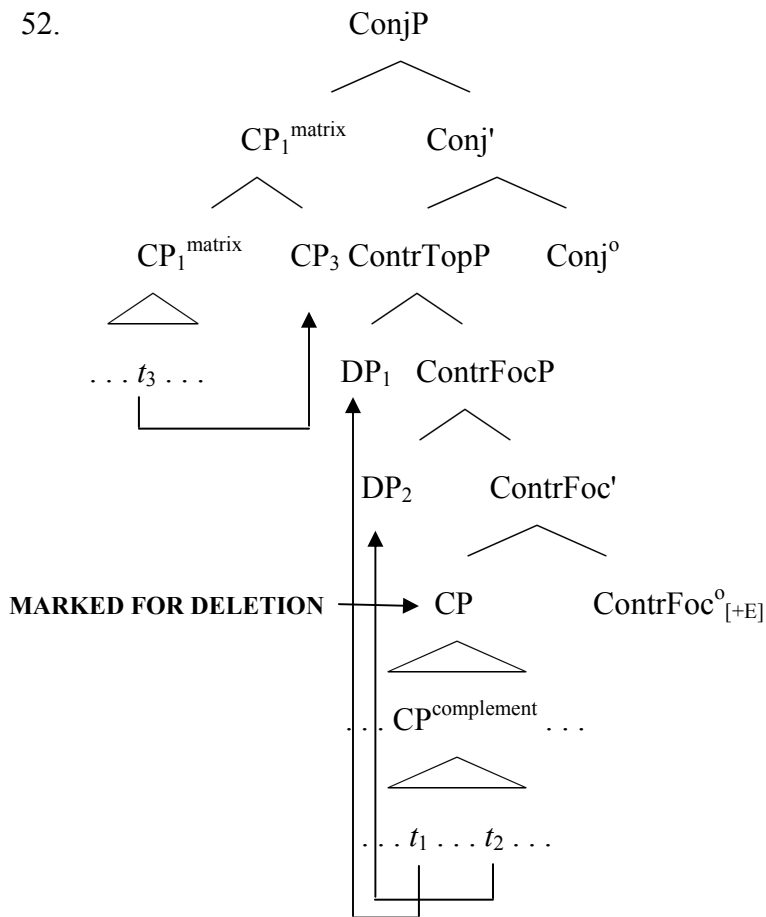 52. ConjP
CP₁ᵐᵃᵗʳⁱˣ Conj'
CP₁ᵐᵃᵗʳⁱˣ CP₃ ContrTopP Conjᵒ
. . . t₃ . . . DP₁ ContrFocP
DP₂ ContrFoc'
MARKED FOR DELETION CP ContrFocᵒ[+E]
. . . CPᶜᵒᵐᵖˡᵉᵐᵉⁿᵗ . . .
. . . t₁ . . . t₂ . . .